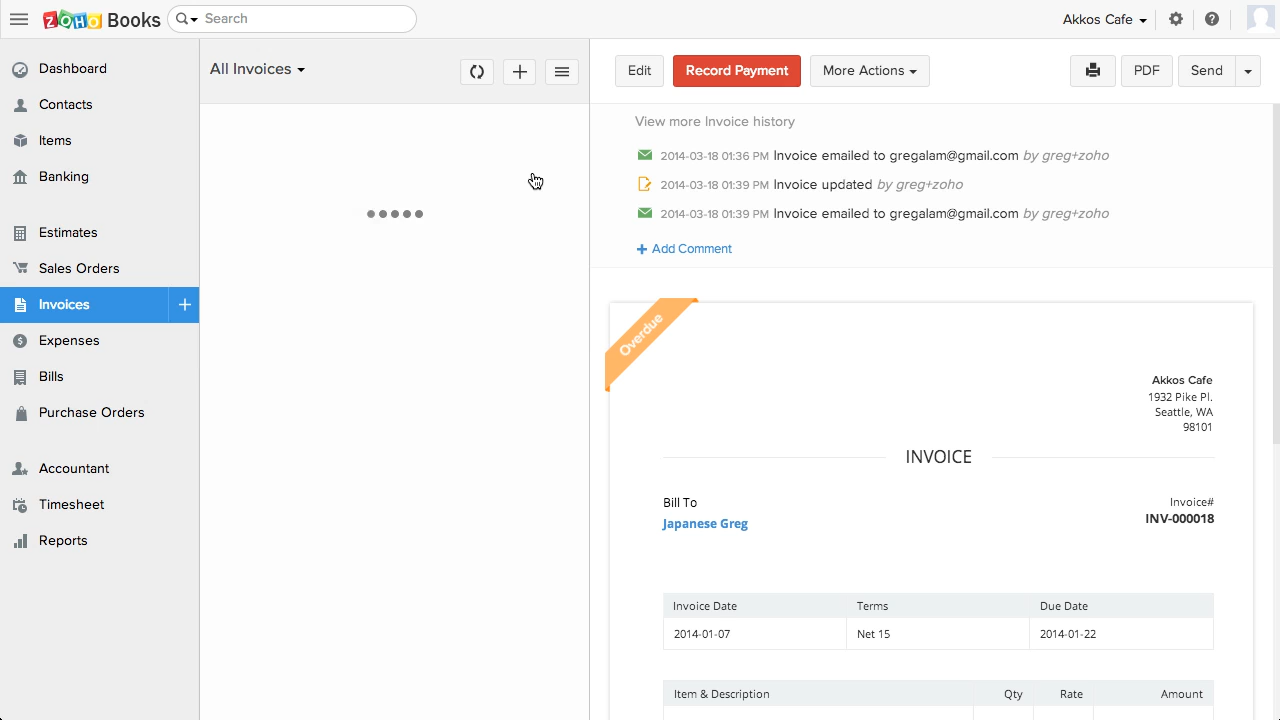 ZOHO Books
Search
Akkos Cafe
Dashboard
Contacts
Items
Banking
Estimates
Sales Orders
Invoices
Expenses
Bills
Purchase Orders
Accountant
Timesheet
Reports
All Invoices
Edit
Record Payment
More Actions
PDF
Send
View more Invoice history
2014-03-18 01:36 PM Invoice emailed to gregalam@gmail.com by greg+zoho
2014-03-18 01:39 PM Invoice updated by greg+zoho
2014-03-18 01:39 PM Invoice emailed to gregalam@gmail.com by greg+zoho
Add Comment
Overdue
Akkos Cafe
1932 Pike Pl.
Seattle, WA
98101
INVOICE
Bill To
Japanese Greg
Invoice#
INV-000018
Invoice Date Terms Due Date
2014-01-07 Net 15 2014-01-22
Item & Description Qty Rate Amount